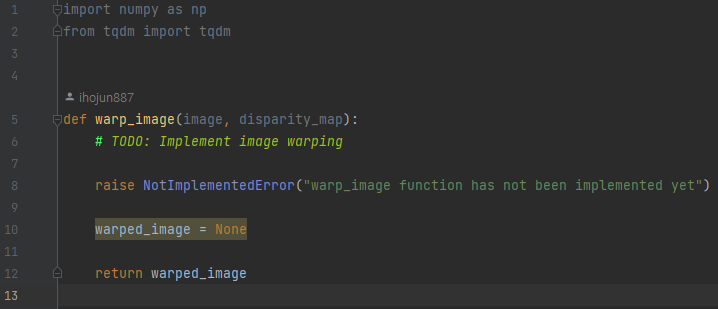 1 import numpy as np
2 from tqdm import tqdm
3
4
ihojun887
5 def warp_image(image, disparity_map):
6 # TODO: Implement image warping
7
8 raise NotImplementedError("warp_image function has not been implemented yet")
9
10 warped_image = None
11
12 return warped_image
13